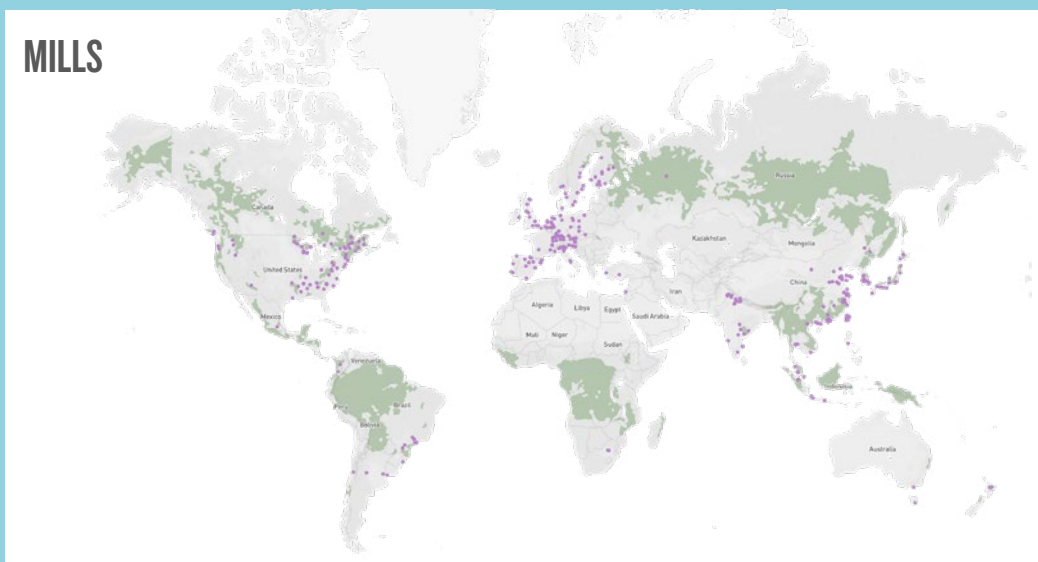 MILLS
Russia
Canada
Kazakhstan
Mongolia
United States
China
Iran
Algeria
Libya
Egypt
Saudi Arabia
Mexico
Mali
Niger
Sudan
Venezuela
Indonesia
Peru
Brazil
Bolivia
Australia